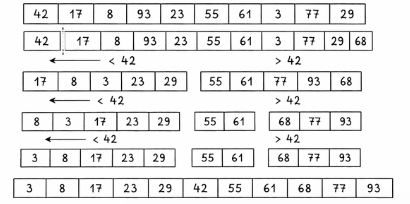 42 17 8 93 23 55 61 3 77 29
42 17 8 93 23 55 61 3 77 29 68
< 42 > 42
17 8 3 23 29 55 61 77 93 68
< 42 > 42
8 3 17 23 29 55 61 68 77 93
< 42 > 42
3 8 17 23 29 55 61 68 77 93
3 8 17 23 29 42 55 61 68 77 93